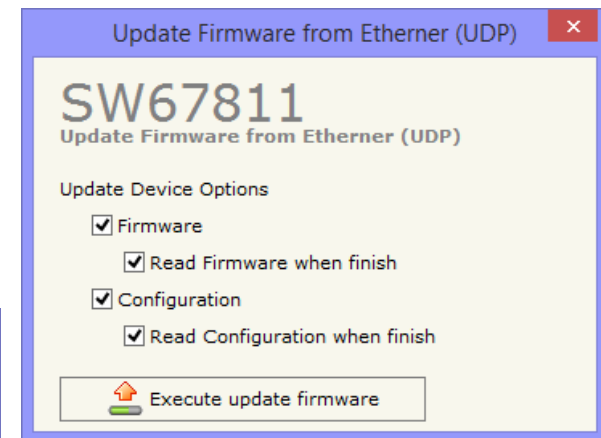 Update Firmware from Etherner (UDP)
SW67811
Update Firmware from Etherner (UDP)
Update Device Options
Firmware
Read Firmware when finish
Configuration
Read Configuration when finish
Execute update firmware